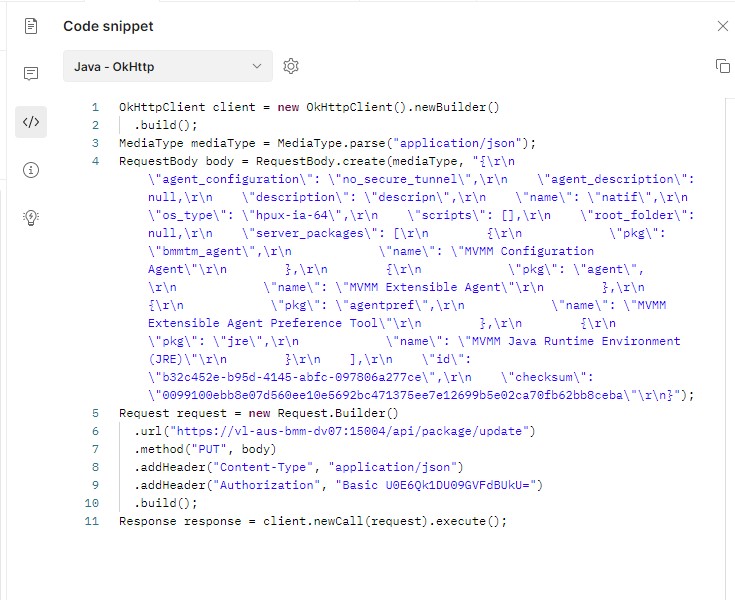 Code snippet
Java - OkHttp
1 OkHttpClient client = new OkHttpClient().newBuilder()
2 .build();
3 MediaType mediaType = MediaType.parse("application/json");
4 RequestBody body = RequestBody.create(mediaType, "{\r\n
\"agent_configuration\": \"no_secure_tunnel\",\r\n    \"agent_description\":
null,\r\n    \"description\": \"descripn\",\r\n    \"name\": \"natif\",\r\n
\"os_type\": \"hpux-ia-64\",\r\n    \"scripts\": [],\r\n    \"root_folder\":
null,\r\n    \"server_packages\": [\r\n        {\r\n            \"pkg\":
\"bmmtm_agent\",\r\n            \"name\": \"MVMM Configuration
Agent\"\r\n        },\r\n        {\r\n            \"pkg\": \"agent\",
\r\n            \"name\": \"MVMM Extensible Agent\"\r\n        },\r\n
{\r\n            \"pkg\": \"agentpref\",\r\n            \"name\": \"MVMM
Extensible Agent Preference Tool\"\r\n        },\r\n        {\r\n
\"pkg\": \"jre\",\r\n            \"name\": \"MVMM Java Runtime Environment
(JRE)\"\r\n        }\r\n    ],\r\n    \"id\":
\"b32c452e-b95d-4145-abfc-097806a277ce\",\r\n    \"checksum\":
\"0099100ebb8e07d560ee10e5692bc471375ee7e12699b5e02ca70fb62bb8ceba\"\r\n}");
5 Request request = new Request.Builder()
6 .url("https://vl-aus-bmm-dv07:15004/api/package/update")
7 .method("PUT", body)
8 .addHeader("Content-Type", "application/json")
9 .addHeader("Authorization", "Basic U0E6Qk1DU09GVFdBUkU=")
10 .build();
11 Response response = client.newCall(request).execute();